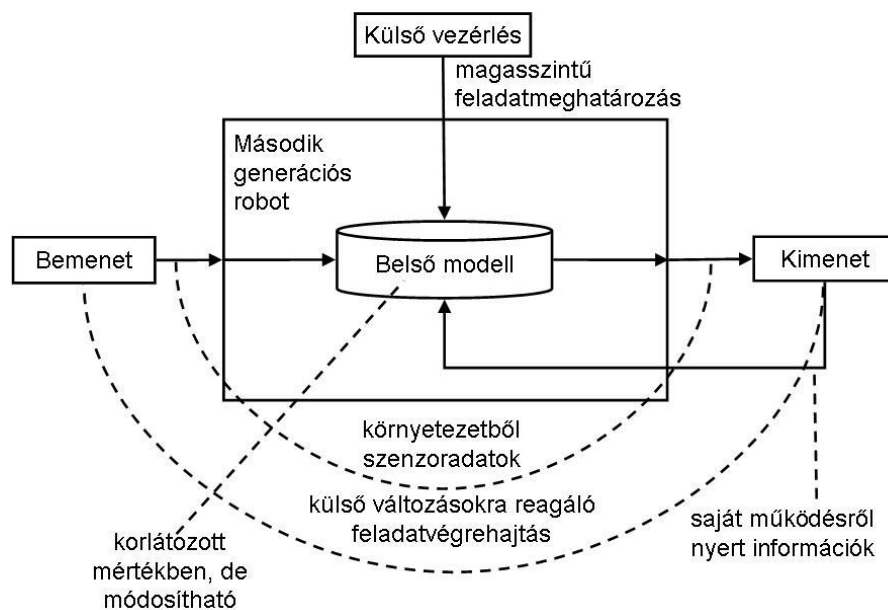 Külső vezérlés
magasszintű
feladatmeghatározás
Második
generációs
robot
Bemenet
Belső modell
Kimenet
környetezetből
szenzoradatok
külső változásokra reagáló
feladatvégrehajtás
korlátozott
mértékben, de
módosítható
saját működésről
nyert információk